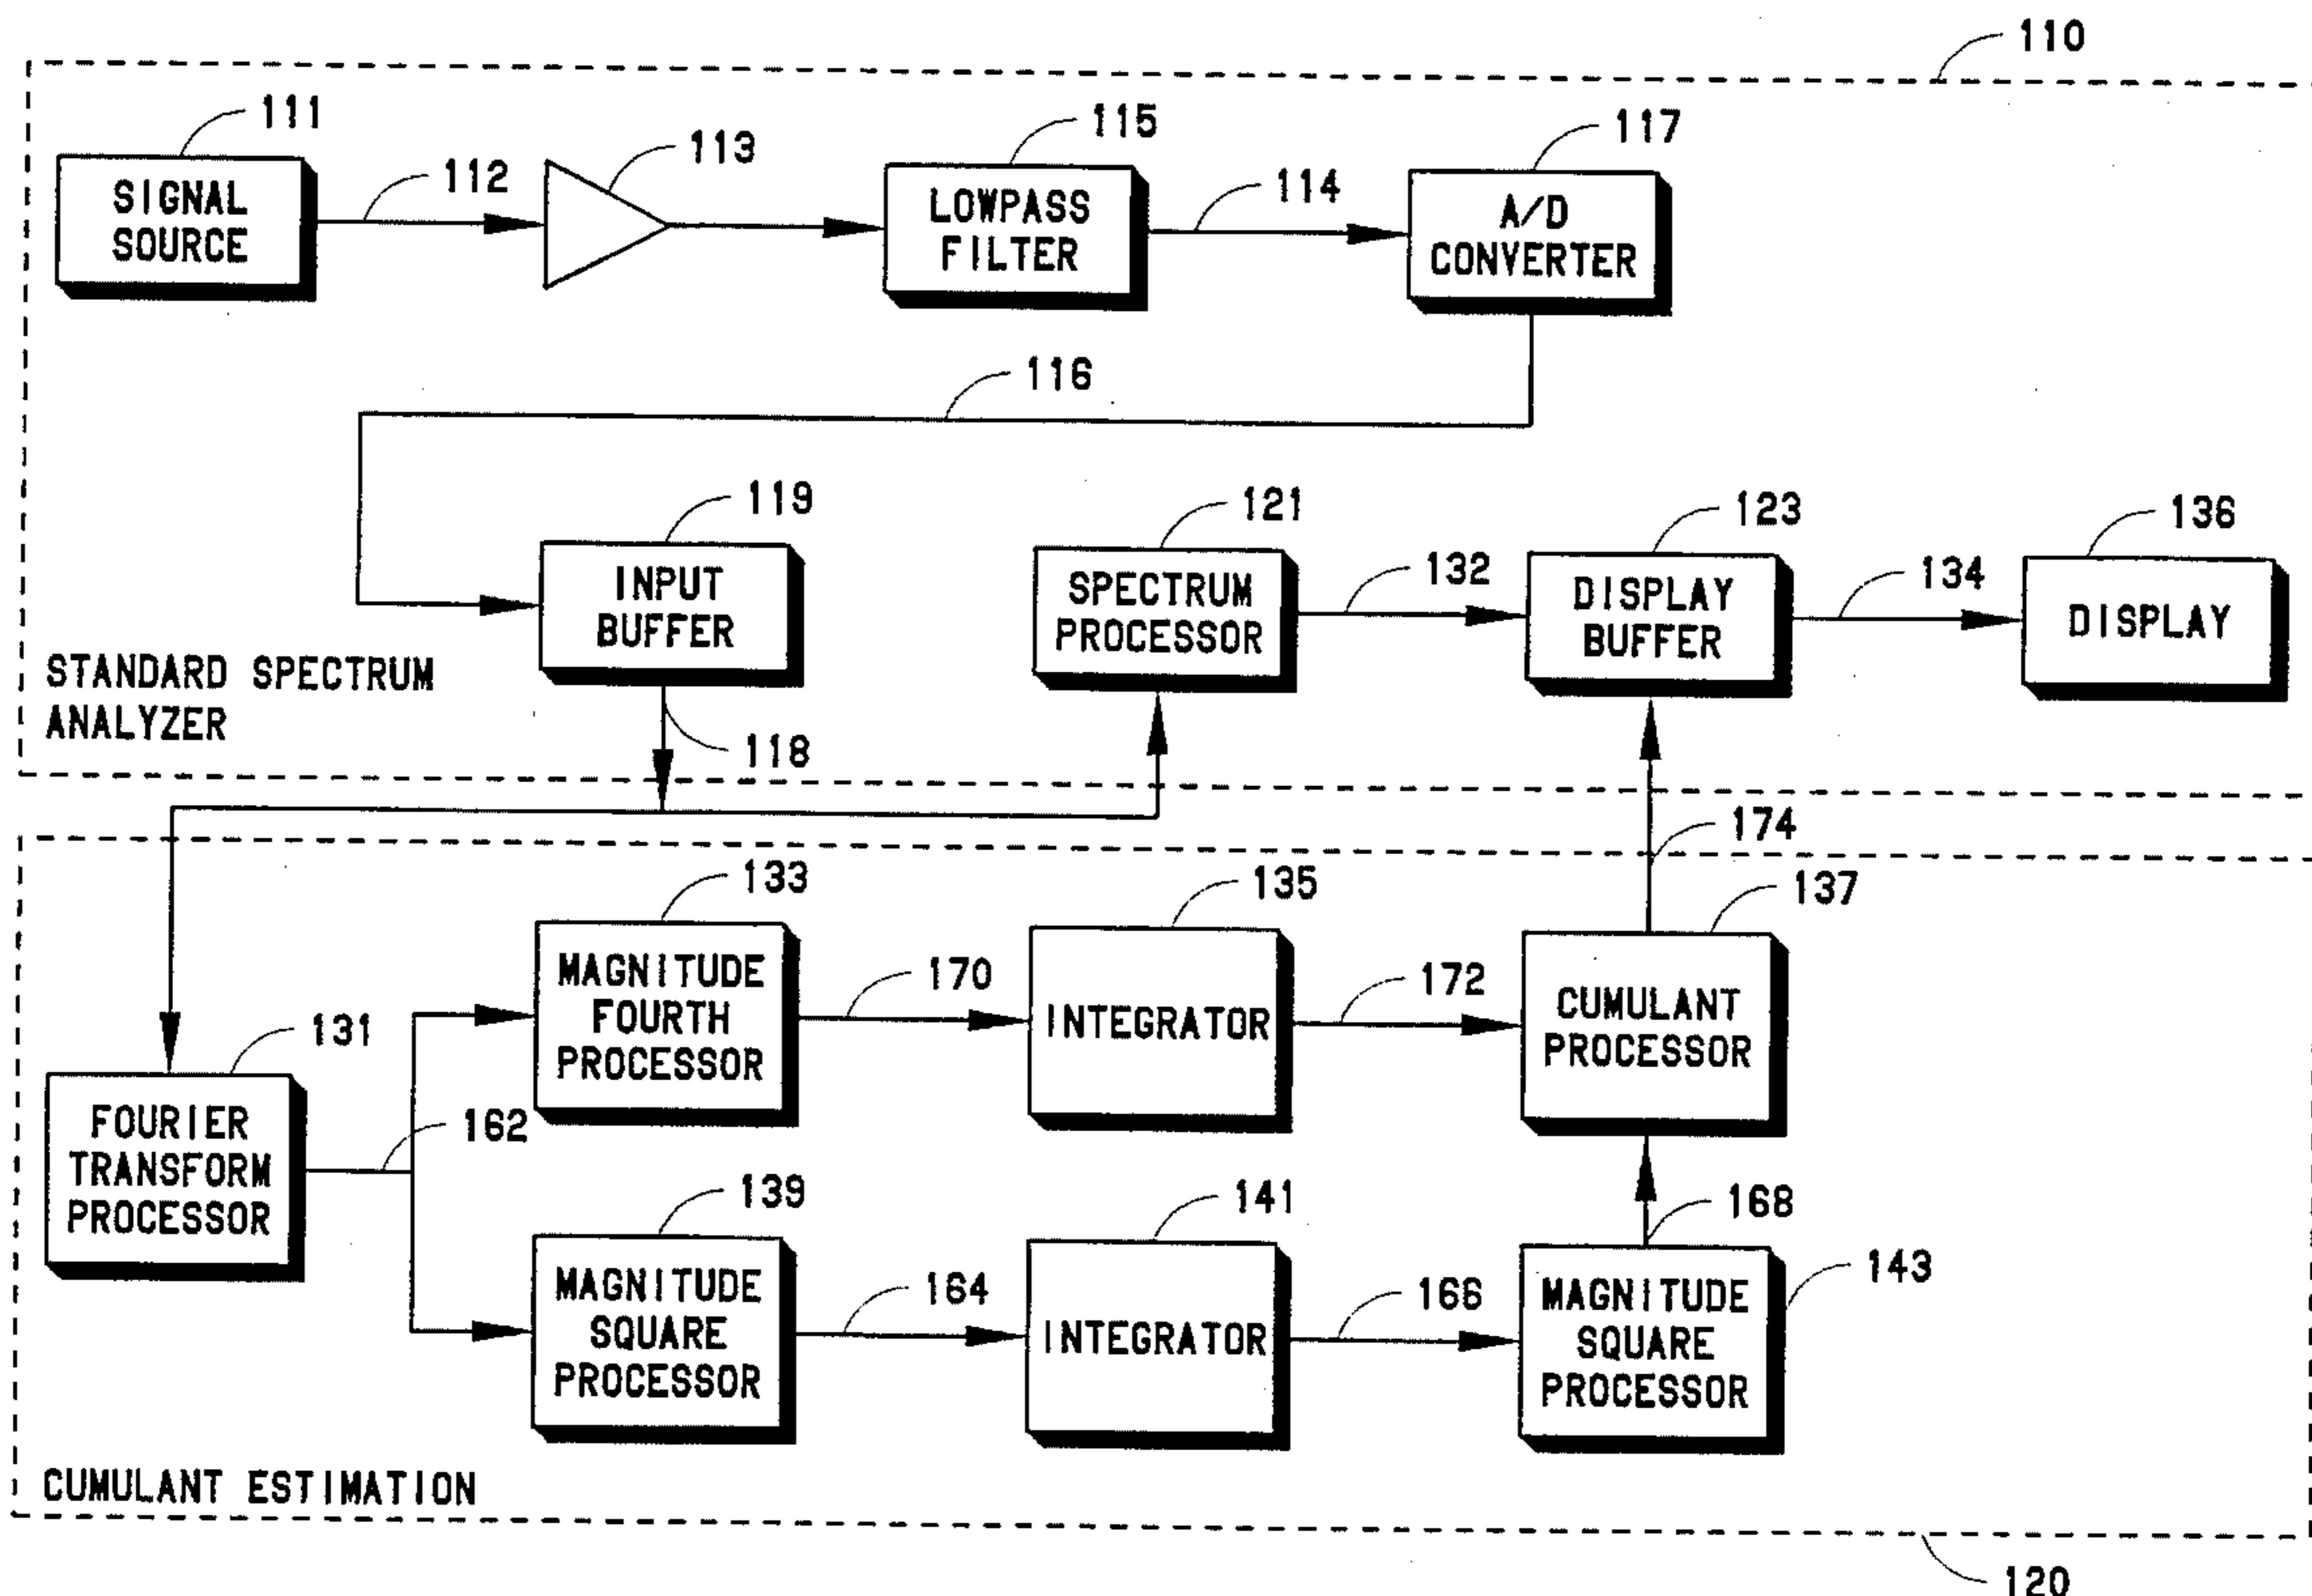 110
111
112
113
115
114
117
SIGNAL
SOURCE
LOWPASS
FILTER
A/D
CONVERTER
116
119
121
123
136
INPUT
BUFFER
SPECTRUM
PROCESSOR
132
DISPLAY
BUFFER
134
DISPLAY
STANDARD SPECTRUM
ANALYZER
118
174
133
135
137
MAGNITUDE
FOURTH
PROCESSOR
170
INTEGRATOR
172
CUMULANT
PROCESSOR
131
FOURIER
TRANSFORM
PROCESSOR
162
139
141
168
143
MAGNITUDE
SQUARE
PROCESSOR
164
INTEGRATOR
166
MAGNITUDE
SQUARE
PROCESSOR
CUMULANT ESTIMATION
120